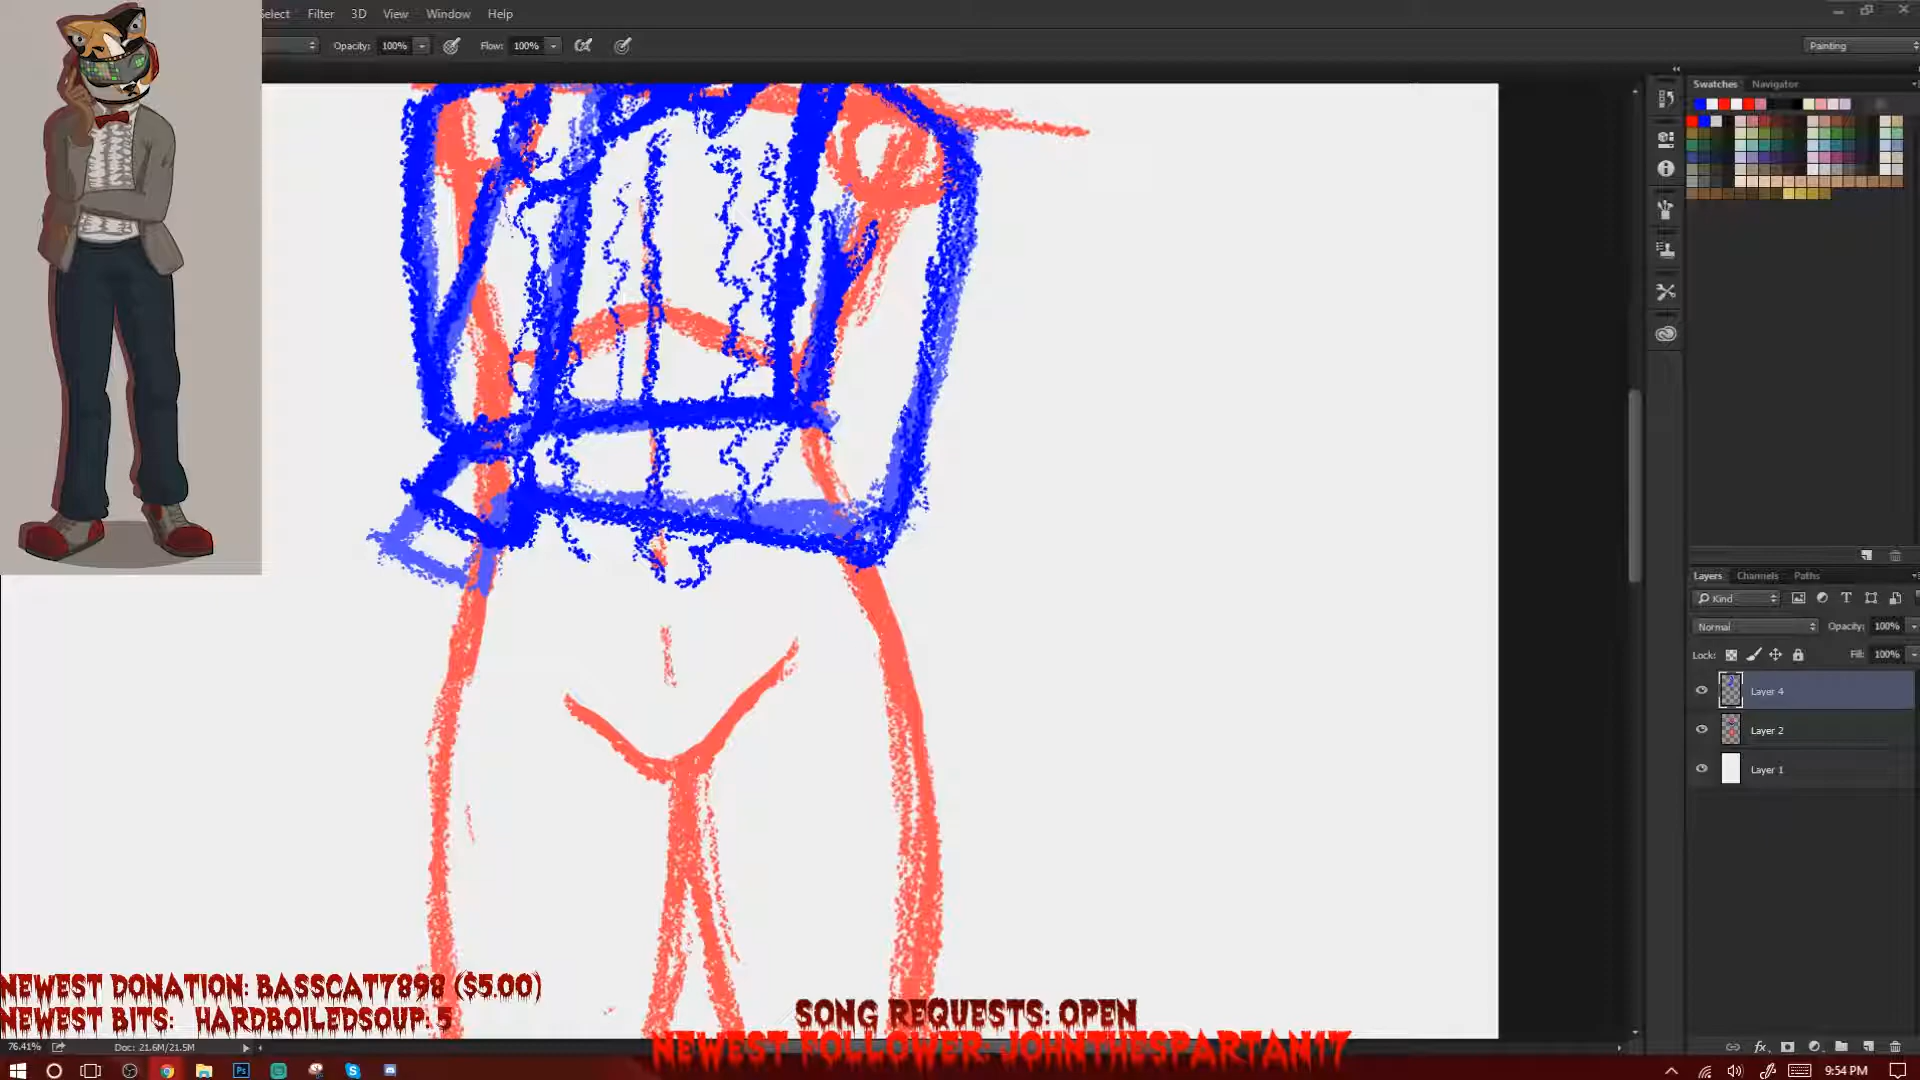 Select Filter 3D View Window Help
Opacity: 100% Flow: 100% Painting
Swatches Navigator
Layers Channels Paths
Kind
Normal Opacity: 100%
Lock: Fill: 100%
Layer 4
Layer 2
Layer 1
NEWEST DONATION: BASSCAT7898 ($5.00)
NEWEST BITS: HARDBOILEDSOUP: 5
SONG REQUESTS: OPEN
NEWEST FOLLOWER: JOHNTHESPARTAN17
76.41% Doc: 21.6M/21.5M
9:54 PM